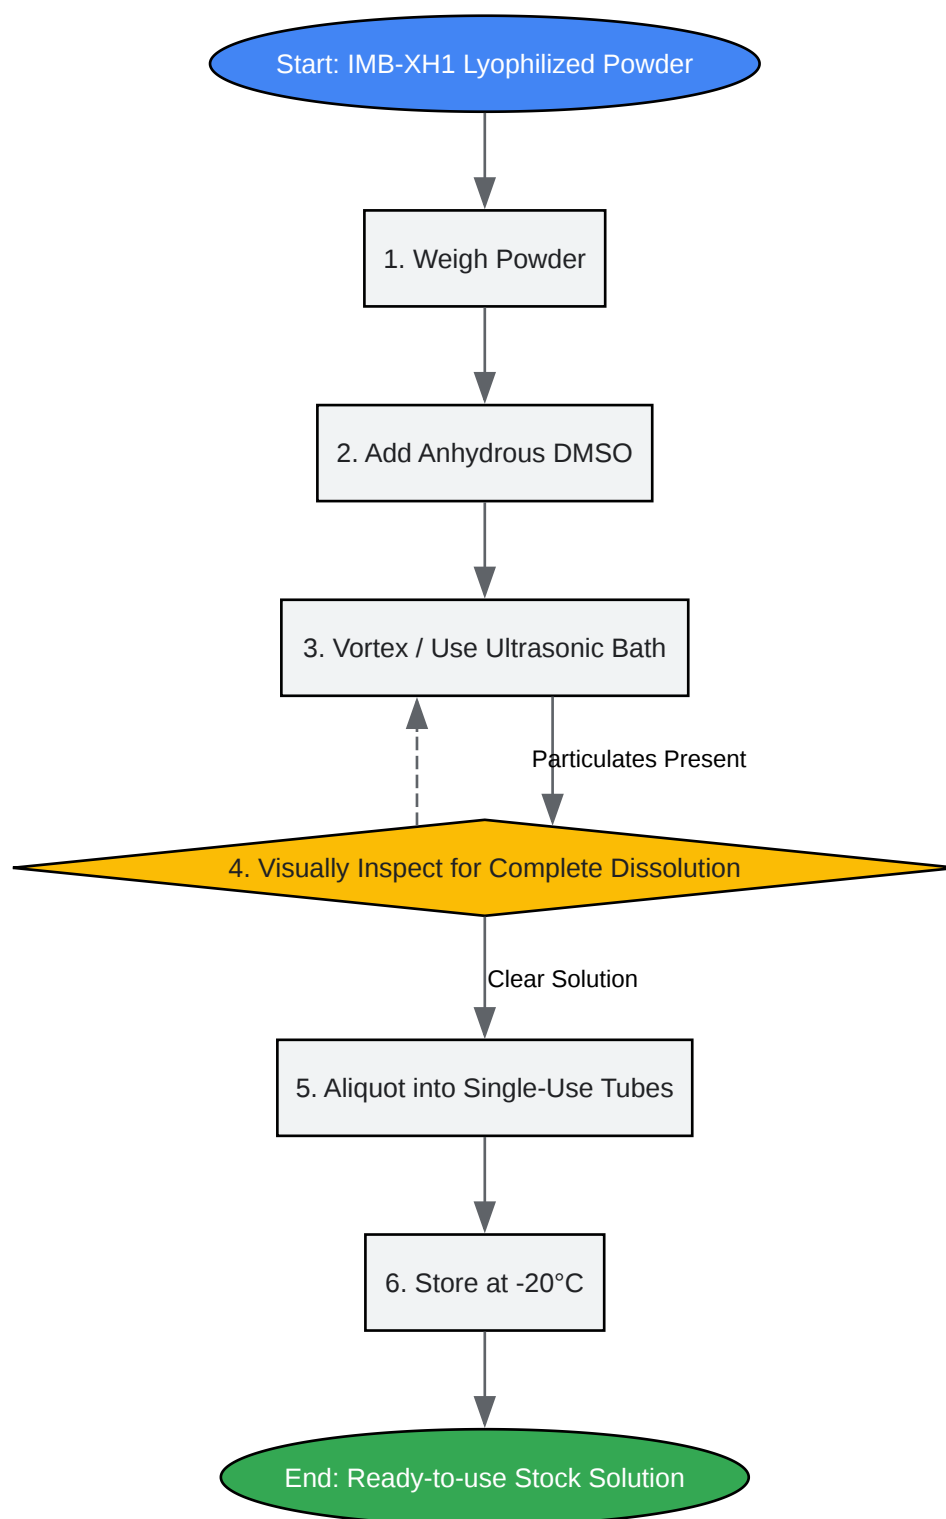 Start: IMB-XH1 Lyophilized Powder
1. Weigh Powder
2. Add Anhydrous DMSO
3. Vortex / Use Ultrasonic Bath
Particulates Present
4. Visually Inspect for Complete Dissolution
Clear Solution
5. Aliquot into Single-Use Tubes
6. Store at -20°C
End: Ready-to-use Stock Solution